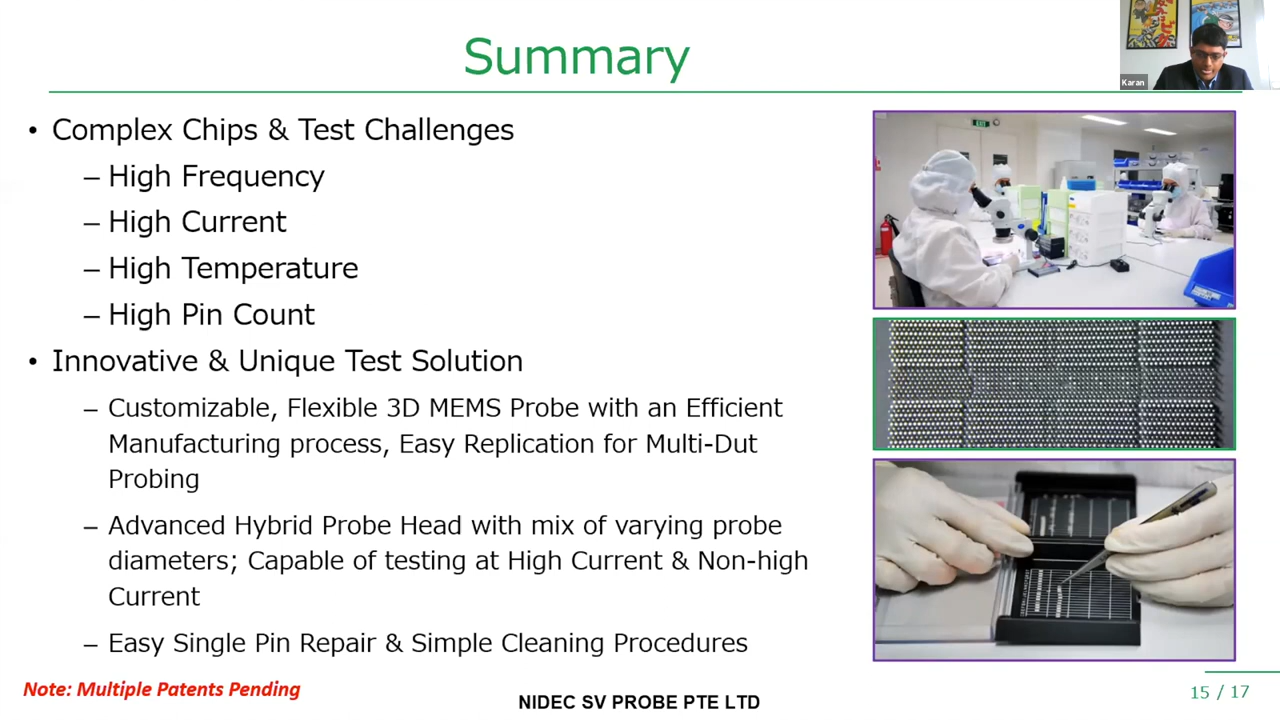 Summary
Karan
• Complex Chips & Test Challenges
– High Frequency
– High Current
– High Temperature
– High Pin Count
• Innovative & Unique Test Solution
– Customizable, Flexible 3D MEMS Probe with an Efficient
Manufacturing process, Easy Replication for Multi-Dut
Probing
– Advanced Hybrid Probe Head with mix of varying probe
diameters; Capable of testing at High Current & Non-high
Current
– Easy Single Pin Repair & Simple Cleaning Procedures
EXIT
Note: Multiple Patents Pending
NIDEC SV PROBE PTE LTD
15 / 17